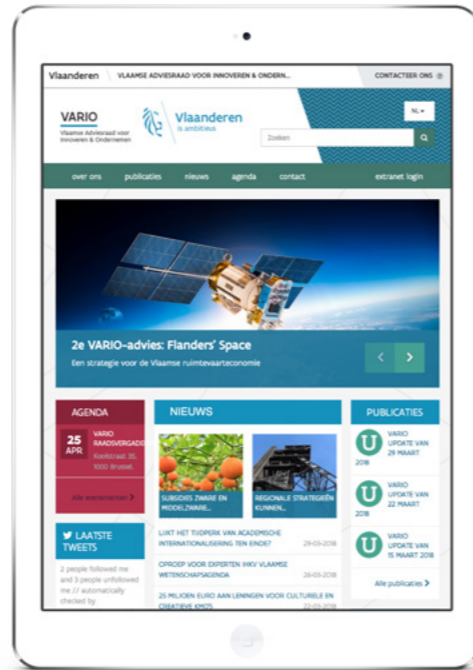 Vlaanderen
VLAAMSE ADVIESRAAD VOOR INNOVEREN & ONDERN...
CONTACTEER ONS
VARIO
Vlaamse Adviesraad voor
Innoveren & Ondernemen
Vlaanderen
is ambitieus
NL
Zoeken
over ons
publicaties
nieuws
agenda
contact
extranet login
2e VARIO-advies: Flanders' Space
Een strategie voor de Vlaamse ruimtevaarteconomie
AGENDA
25
APR
VARIO
RAADSVERGADE
Koolstraat 35,
1000 Brussel.
Alle evenementen
LAATSTE
TWEETS
2 people followed me
and 3 people unfollowed
me // automatically
checked by
NIEUWS
SUBSIDIES ZWARE EN
MIDDELZWARE...
REGIONALE STRATEGIEËN
KUNNEN...
LIJKT HET TIJDPERK VAN ACADEMISCHE
INTERNATIONALISERING TEN EINDE?
29-03-2018
OPROEP VOOR EXPERTEN IHKV VLAAMSE
WETENSCHAPSAGENDA
26-03-2018
25 MILJOEN EURO AAN LENINGEN VOOR CULTURELE EN
CREATIEVE KMO'S
22-03-2018
PUBLICATIES
VARIO
UPDATE VAN
29 MAART
2018
VARIO
UPDATE VAN
22 MAART
2018
VARIO
UPDATE VAN
15 MAART 2018
Alle publicaties